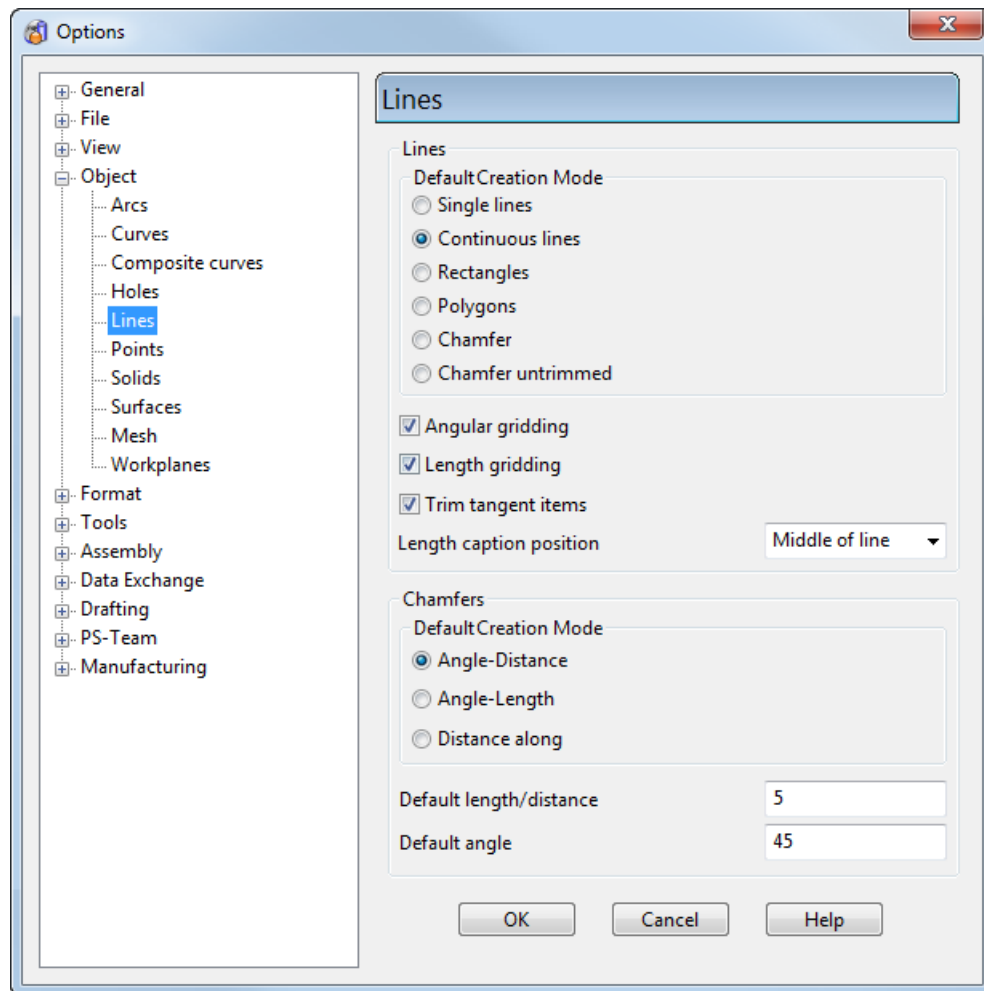 Options
General
File
View
Object
Arcs
Curves
Composite curves
Holes
Lines
Points
Solids
Surfaces
Mesh
Workplanes
Format
Tools
Assembly
Data Exchange
Drafting
PS-Team
Manufacturing
Lines
Lines
Default Creation Mode
Single lines
Continuous lines
Rectangles
Polygons
Chamfer
Chamfer untrimmed
Angular gridding
Length gridding
Trim tangent items
Length caption position Middle of line
Chamfers
Default Creation Mode
Angle-Distance
Angle-Length
Distance along
Default length/distance 5
Default angle 45
OK Cancel Help